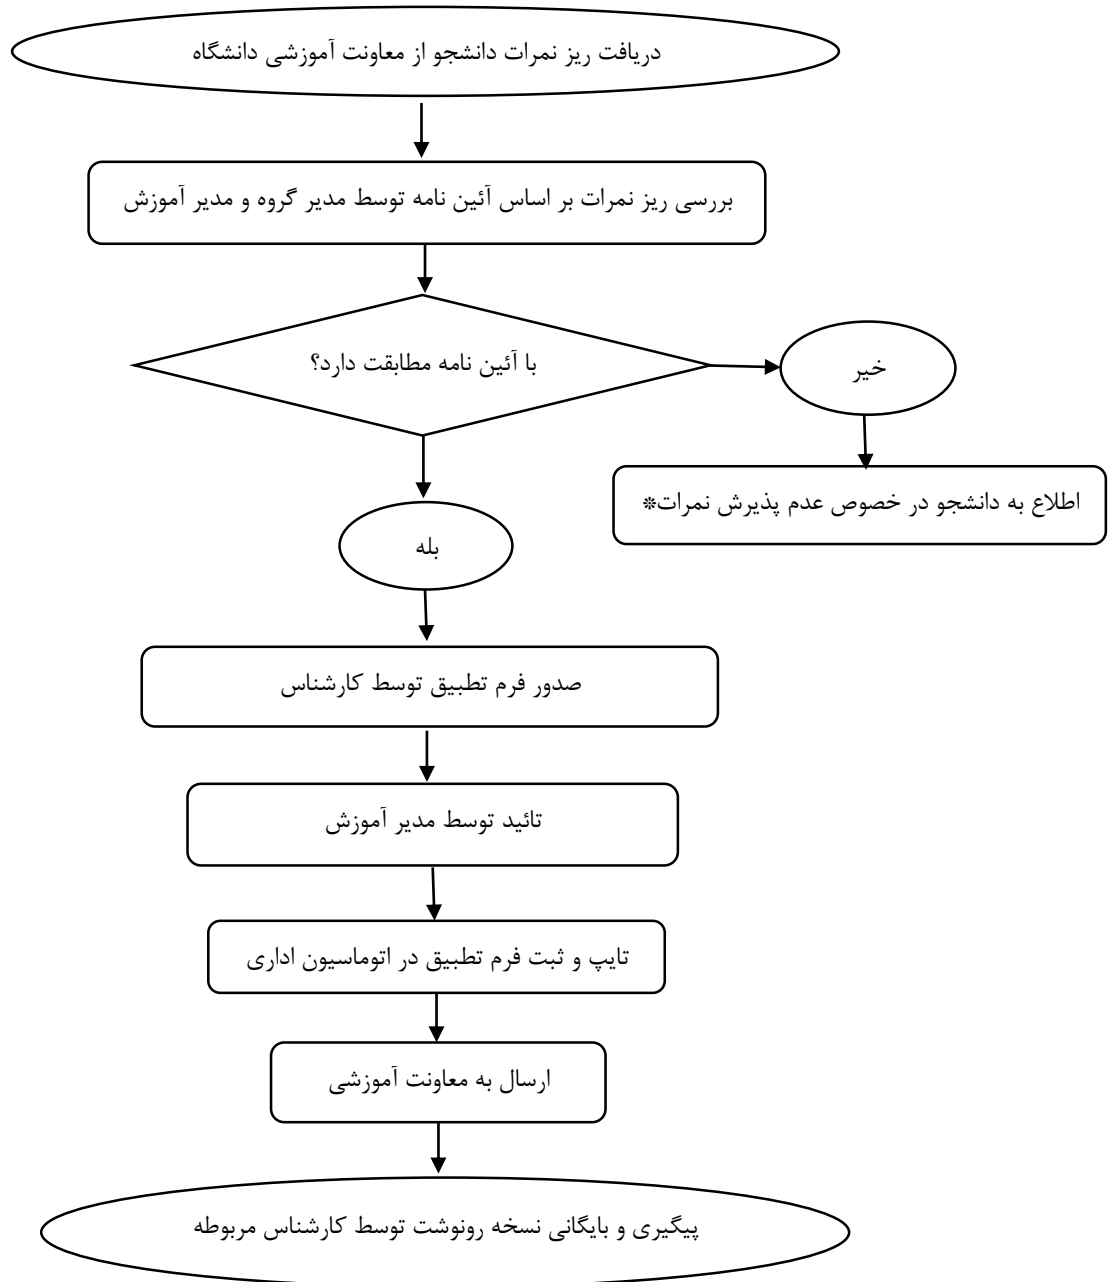 دریافت ریز نمرات دانشجو از معاونت آموزشی دانشگاه
بررسی ریز نمرات بر اساس آئین نامه توسط مدیر گروه و مدیر آموزش
با آئین نامه مطابقت دارد؟
خیر
اطلاع به دانشجو در خصوص عدم پذیرش نمرات*
بله
صدور فرم تطبیق توسط کارشناس
تائید توسط مدیر آموزش
تایپ و ثبت فرم تطبیق در اتوماسیون اداری
ارسال به معاونت آموزشی
پیگیری و بایگانی نسخه رونوشت توسط کارشناس مربوطه